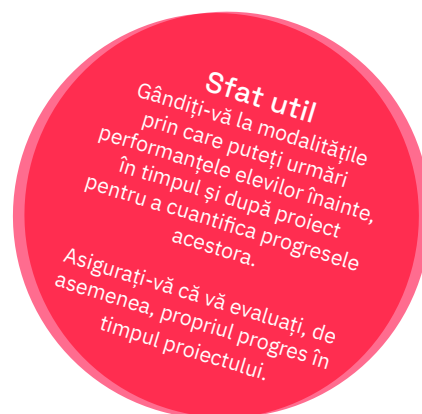 Sfat util
Gândiți-vă la modalitățile
prin care puteți urmări
performanțele elevilor înainte,
în timpul și după proiect
pentru a cuantifica progresele
acestora.
Asigurați-vă că vă evaluați, de
asemenea, propriul progres în
timpul proiectului.